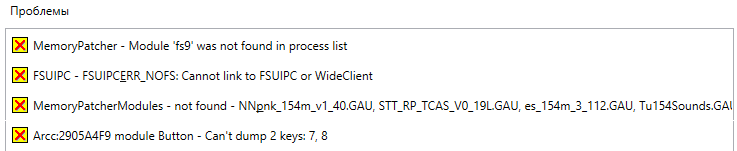 Проблемы
MemoryPatcher - Module 'fs9' was not found in process list
FSUIPC - FSUIPCERR_NOFS: Cannot link to FSUIPC or WideClient
MemoryPatcherModules - not found - NNpnk_154m_v1_40.GAU, STT_RP_TCAS_V0_19L.GAU, es_154m_3_112.GAU, Tu154Sounds.GAU
Arcc:2905A4F9 module Button - Can't dump 2 keys: 7, 8